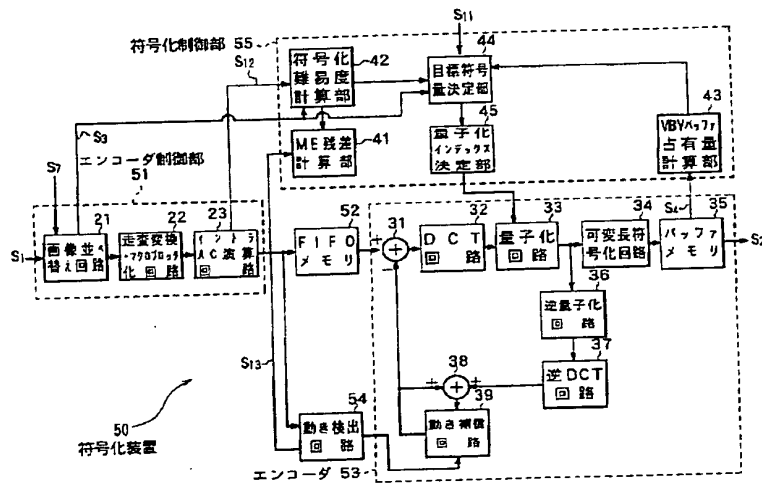 S11
符号化制御部 55
S12
符号化
難易度
計算部
42
44
目標符号
量決定部
43
VBVバッファ
占有量
計算部
S3
ME残差
計算部
41
45
量子化
インデックス
決定部
エンコーダ制御部
51
S7
S1
21
画像並べ
替え回路
22
走査変換
・マクロブロック
化回路
23
イントラ
AC演算
回路
52
FIFO
メモリ
31
+
-
32
DCT
回路
33
量子化
回路
34
可変長符
号化回路
S4
35
バッファ
メモリ
S2
36
逆量子化
回路
37
逆DCT
回路
38
+
+
+
39
動き補償
回路
S13
54
動き検出
回路
50
符号化装置
エンコーダ 53